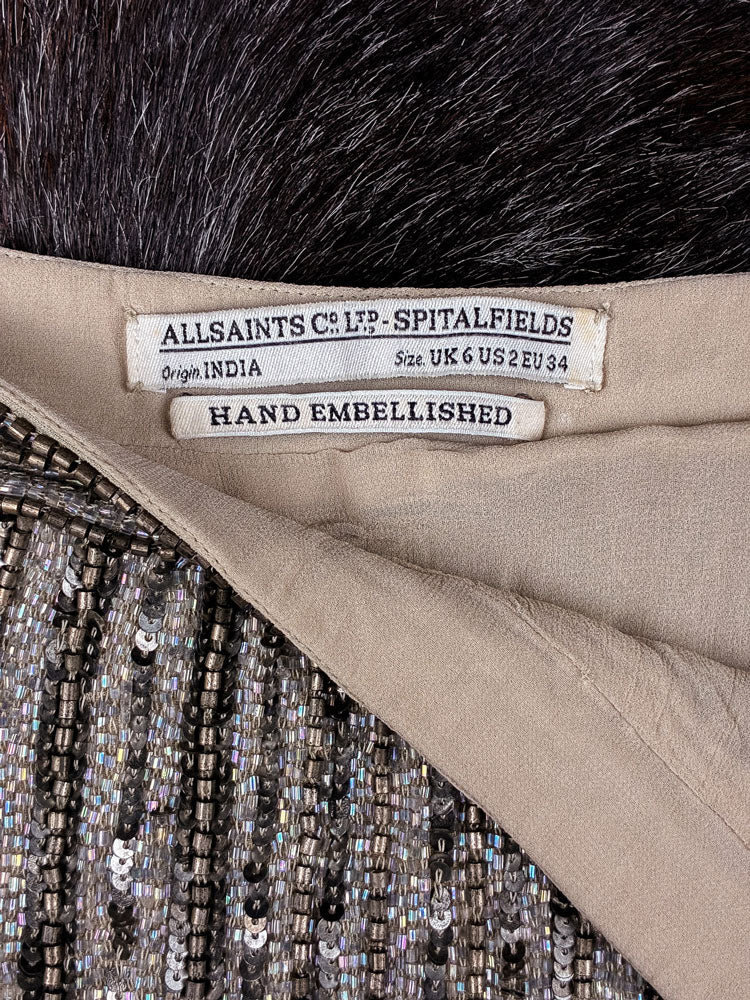 ALLSAINTS Cº. LTD. - SPITALFIELDS
Origin. INDIA Size. UK 6 US 2 EU 34
HAND EMBELLISHED